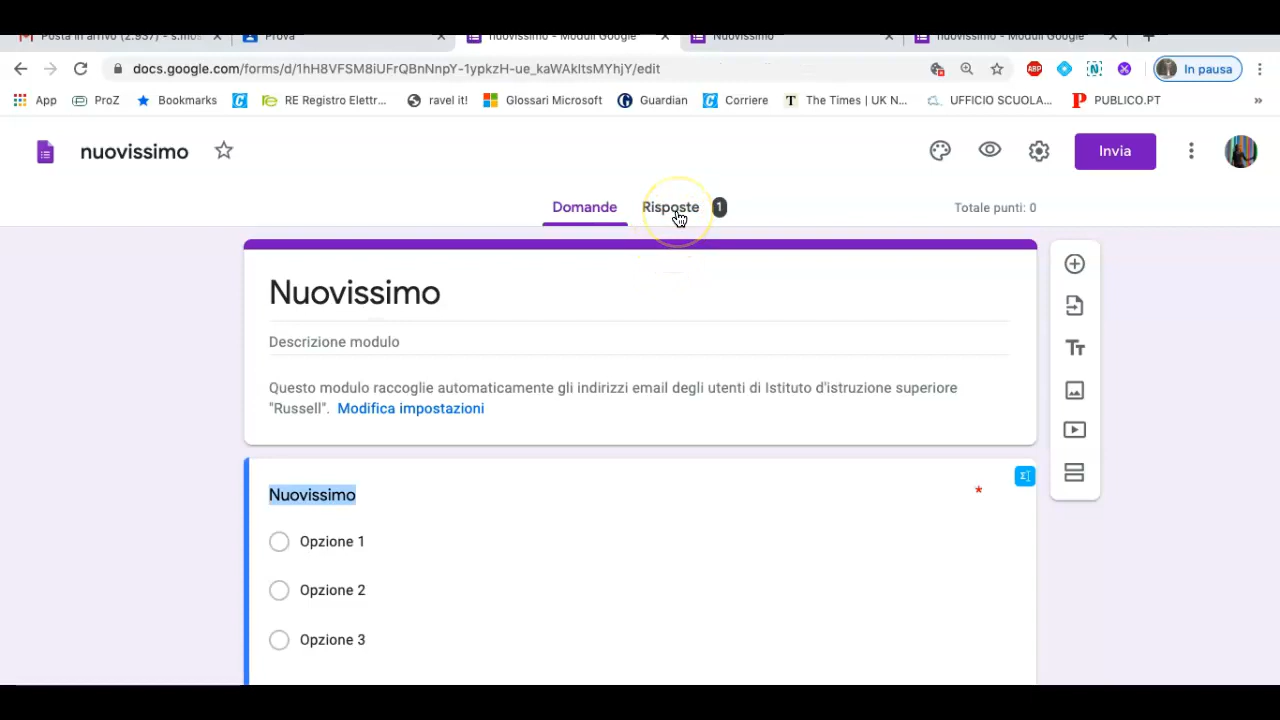 Posta in arrivo (2.937) - s.mos
Prova
nuovissimo - Moduli Google
Nuovissimo
nuovissimo - Moduli Google
docs.google.com/forms/d/1hH8VFSM8iUFrQBnNnpY-1ypkzH-ue_kaWAkltsMYhjY/edit
ABP
In pausa
App
ProZ
Bookmarks
RE Registro Elettr...
ravel it!
Glossari Microsoft
Guardian
Corriere
The Times | UK N...
UFFICIO SCUOLA...
PUBLICO.PT
»
nuovissimo
Invia
Domande
Risposte
1
Totale punti: 0
Nuovissimo
Descrizione modulo
Questo modulo raccoglie automaticamente gli indirizzi email degli utenti di Istituto d'istruzione superiore
"Russell". Modifica impostazioni
Nuovissimo
*
Opzione 1
Opzione 2
Opzione 3